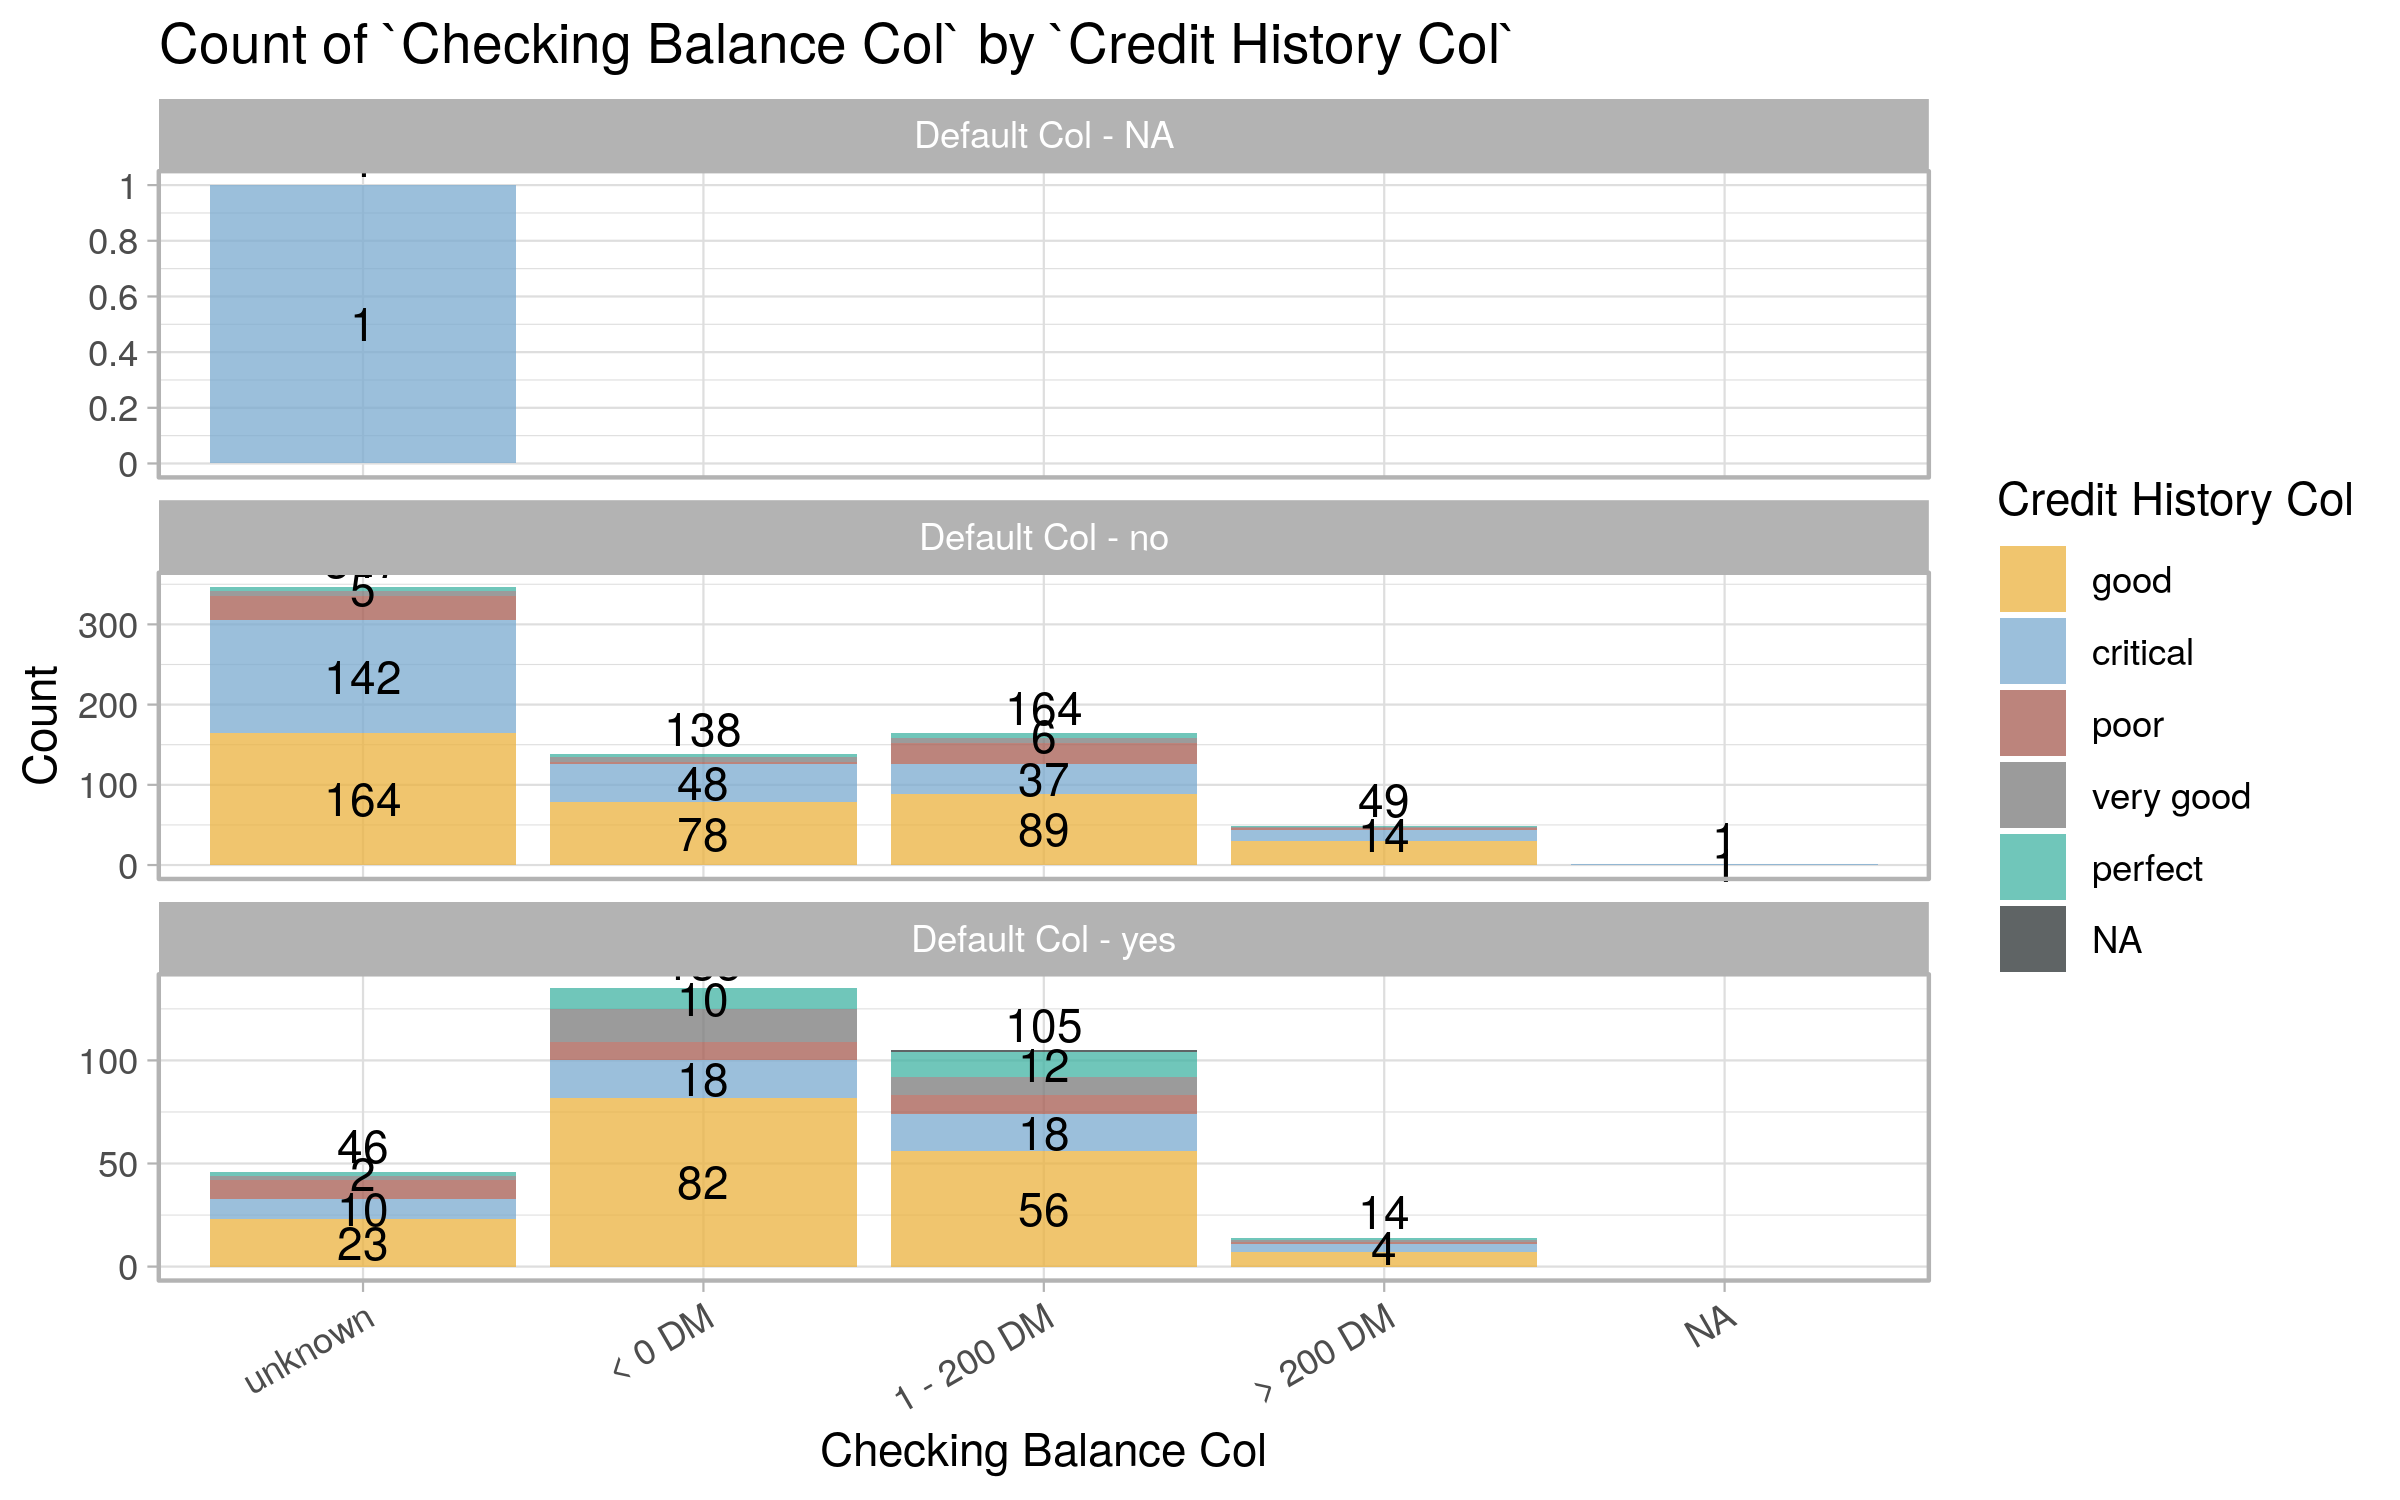 Count of `Checking Balance Col` by `Credit History Col`
Default Col - NA
1
0.8
0.6
0.4
0.2
0
1
Default Col - no
300
200
100
0
5
142
164
138
48
78
164
6
37
89
49
14
1
1
Default Col - yes
100
50
0
46
2
10
23
10
18
82
105
12
18
56
14
4
Count
unknown
< 0 DM
1 - 200 DM
> 200 DM
NA
Checking Balance Col
Credit History Col
good
critical
poor
very good
perfect
NA